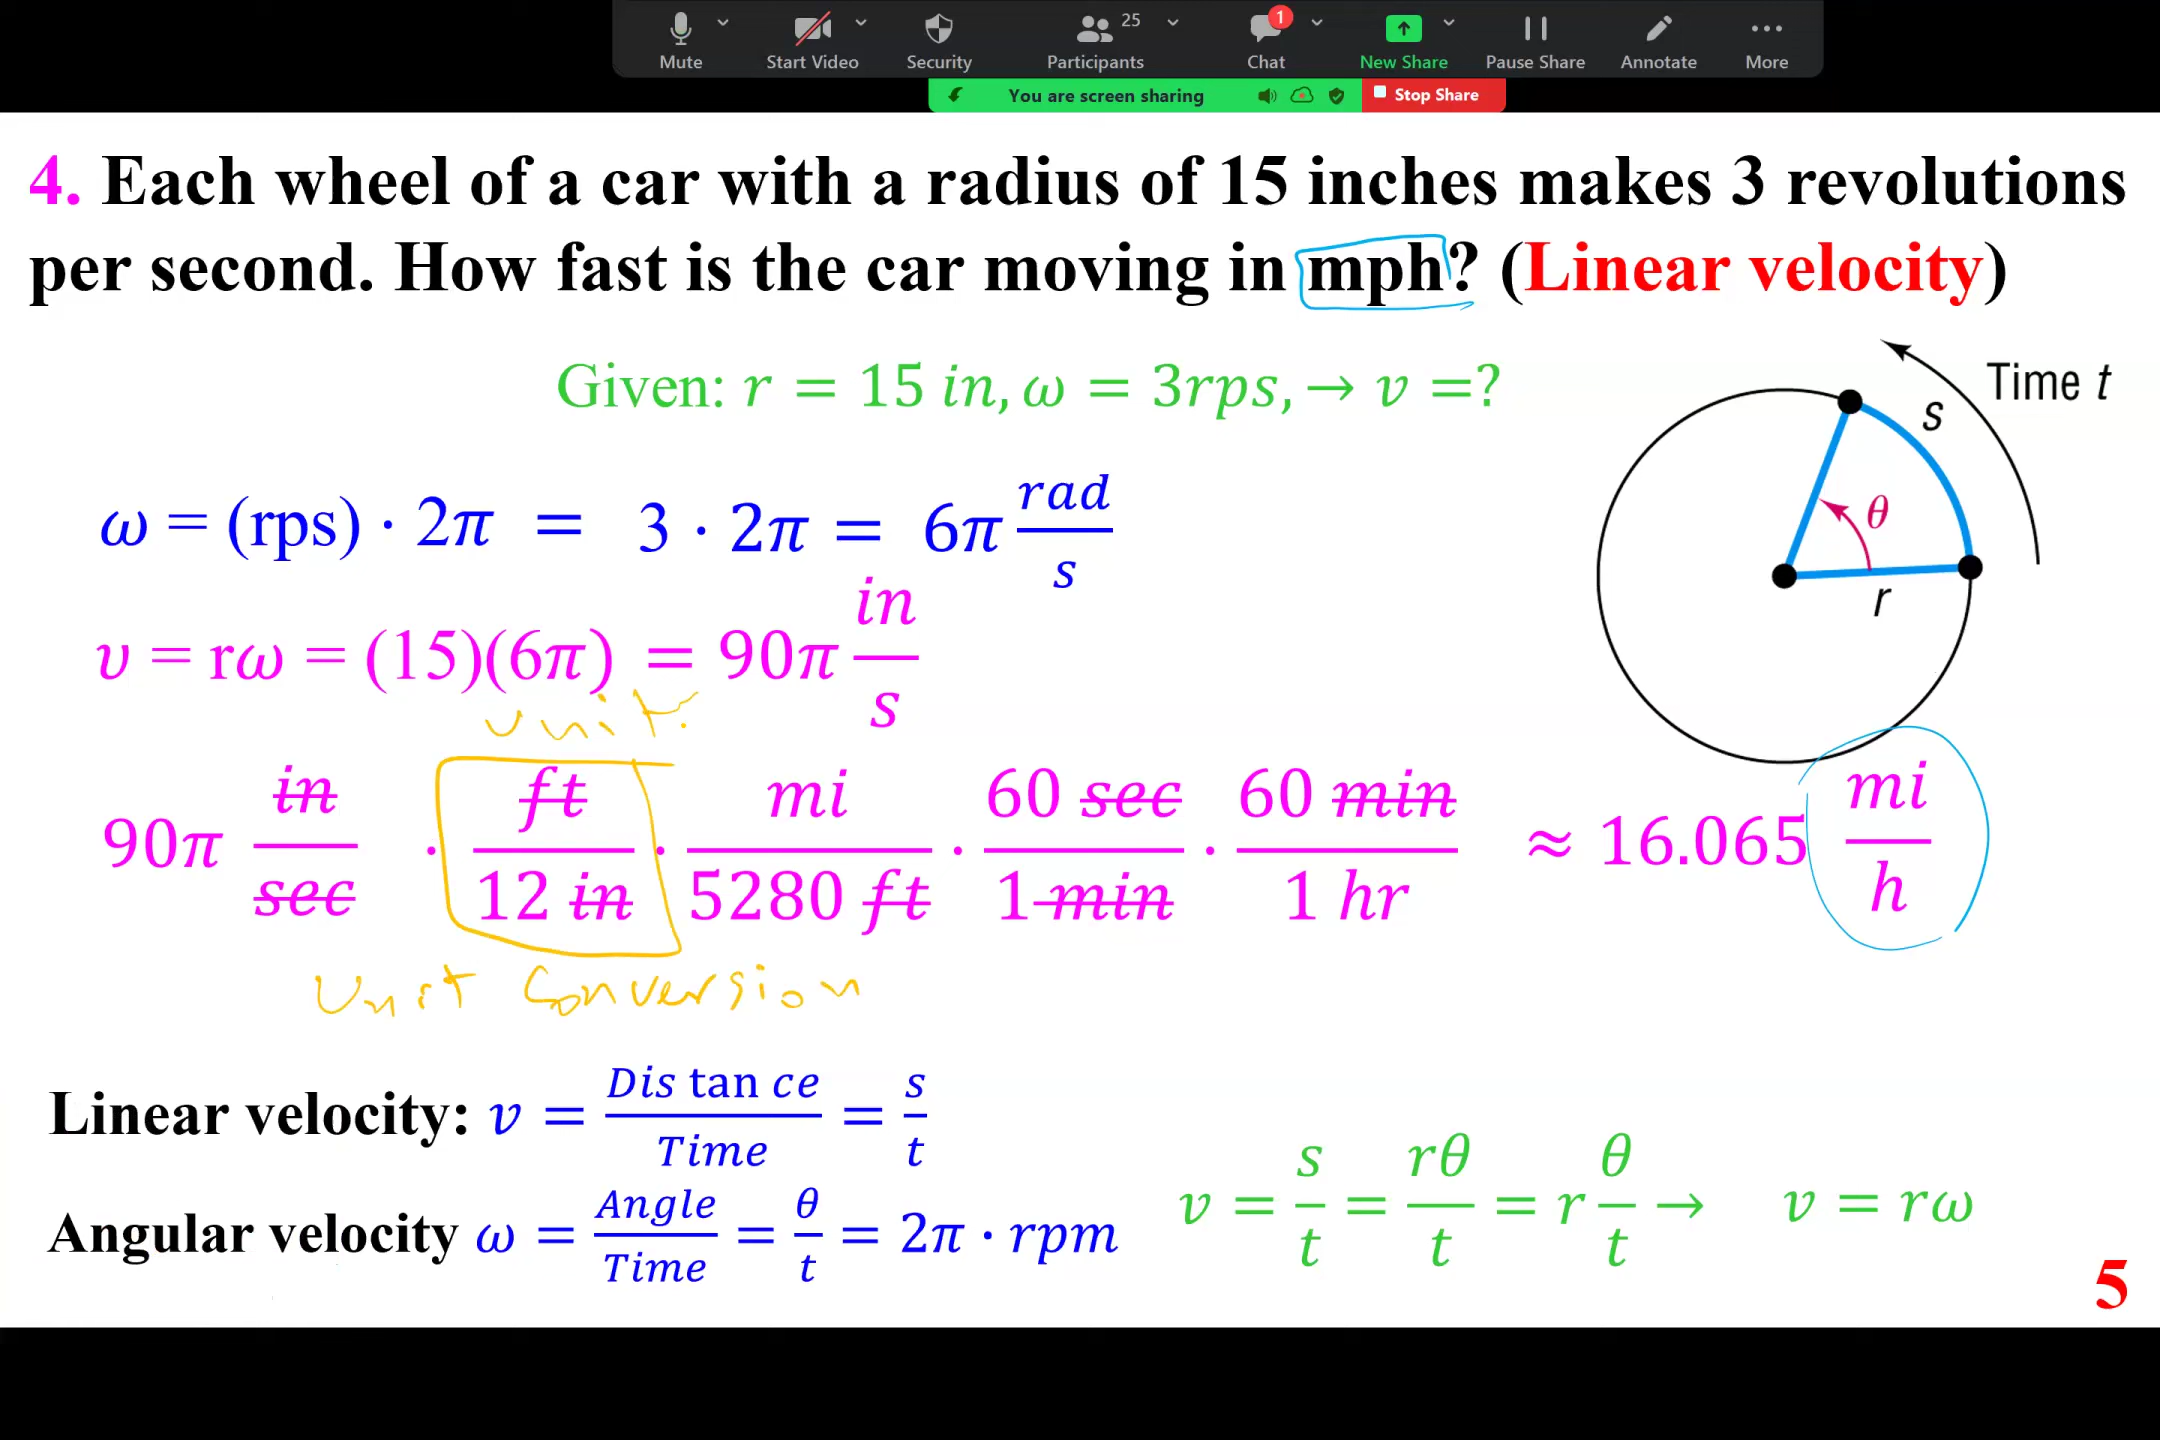 25 1
Mute Start Video Security Participants Chat New Share Pause Share Annotate More
You are screen sharing Stop Share
4. Each wheel of a car with a radius of 15 inches makes 3 revolutions
per second. How fast is the car moving in mph? (Linear velocity)
Given: r = 15 in, ω = 3rps, → v =?
Time t
s
θ
r
ω = (rps) · 2π = 3 · 2π = 6π rad/s
υ = rω = (15)(6π) = 90π in/s
unit
90π in/sec · ft/12 in · mi/5280 ft · 60 sec/1 min · 60 min/1 hr ≈ 16.065 mi/h
Unit Conversion
Linear velocity: v = Dis tan ce/Time = s/t
Angular velocity ω = Angle/Time = θ/t = 2π · rpm
v = s/t = rθ/t = r θ/t → v = rω
5